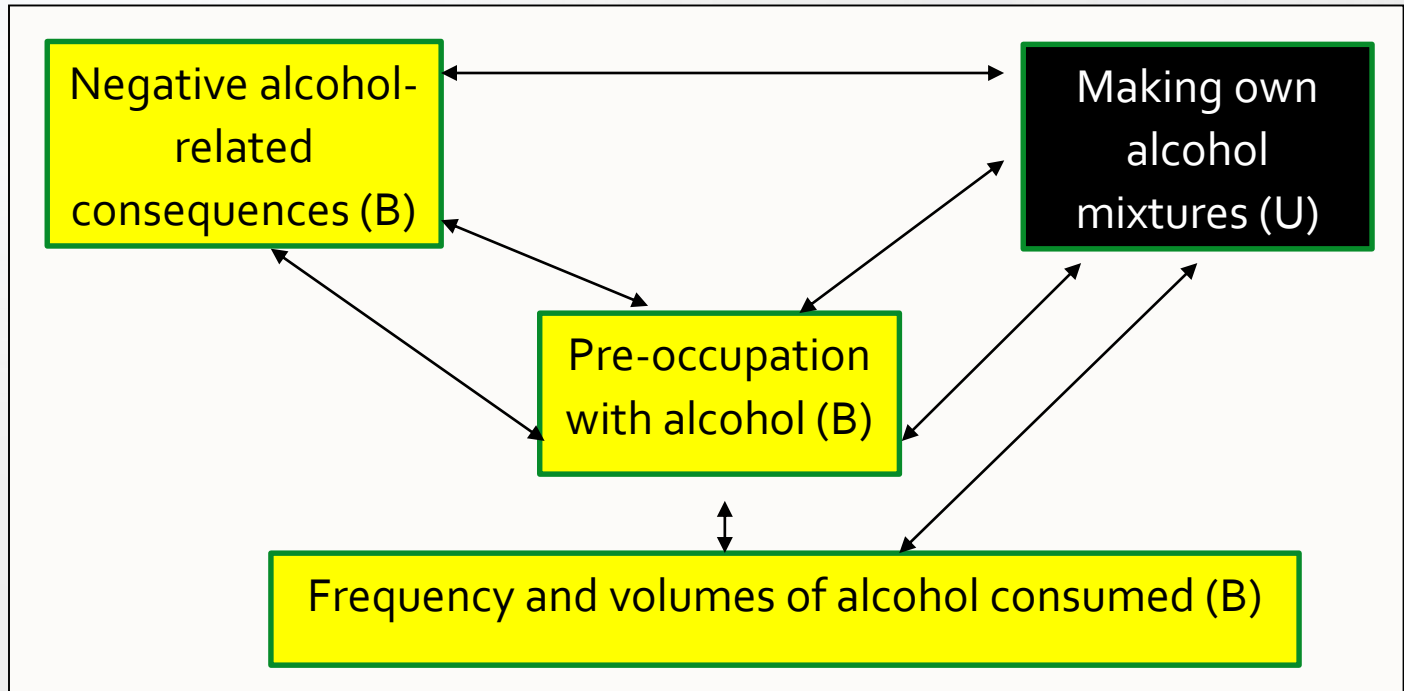 Negative alcohol-
related
consequences (B)
Making own
alcohol
mixtures (U)
Pre-occupation
with alcohol (B)
Frequency and volumes of alcohol consumed (B)